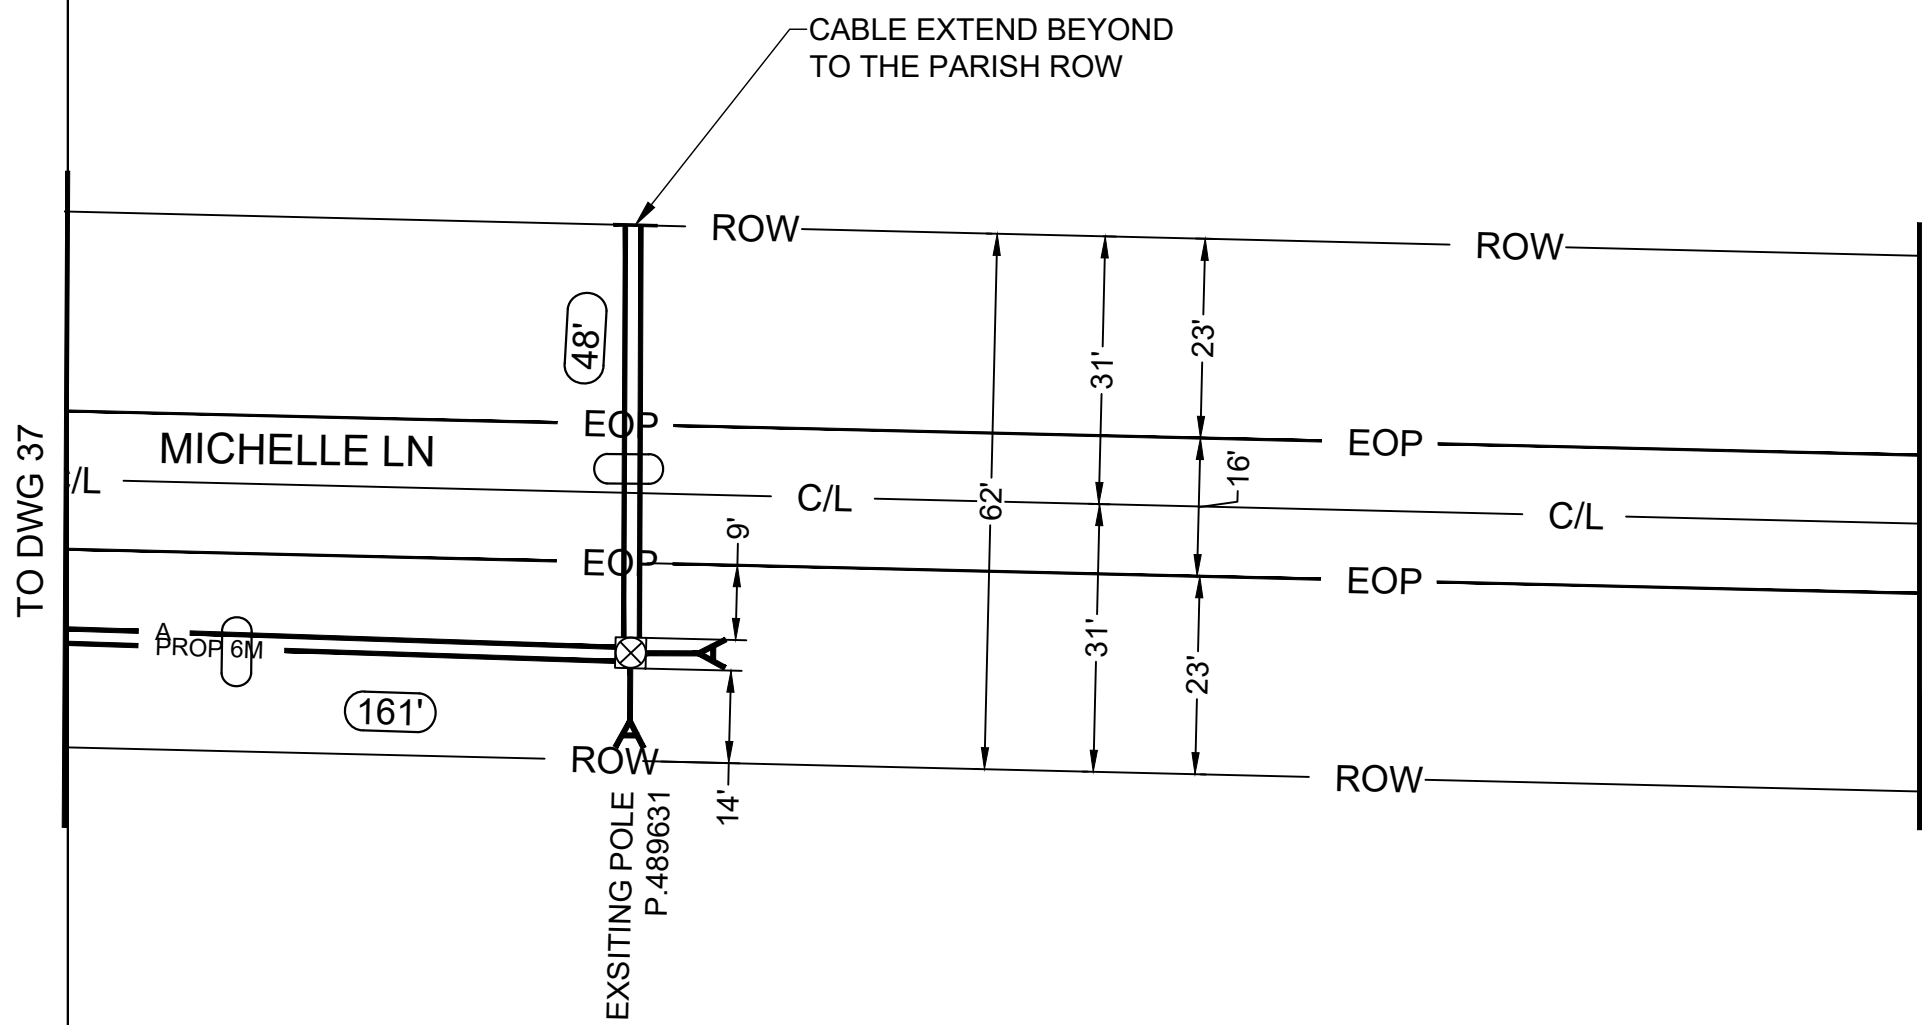 CABLE EXTEND BEYOND
TO THE PARISH ROW
ROW
ROW
48'
23'
31'
EOP
EOP
MICHELLE LN
TO DWG 37
/L
C/L
C/L
62'
16'
9'
EOP
EOP
A
PROP 6M
31'
23'
161'
ROW
ROW
14'
EXSITING POLE
P.489631